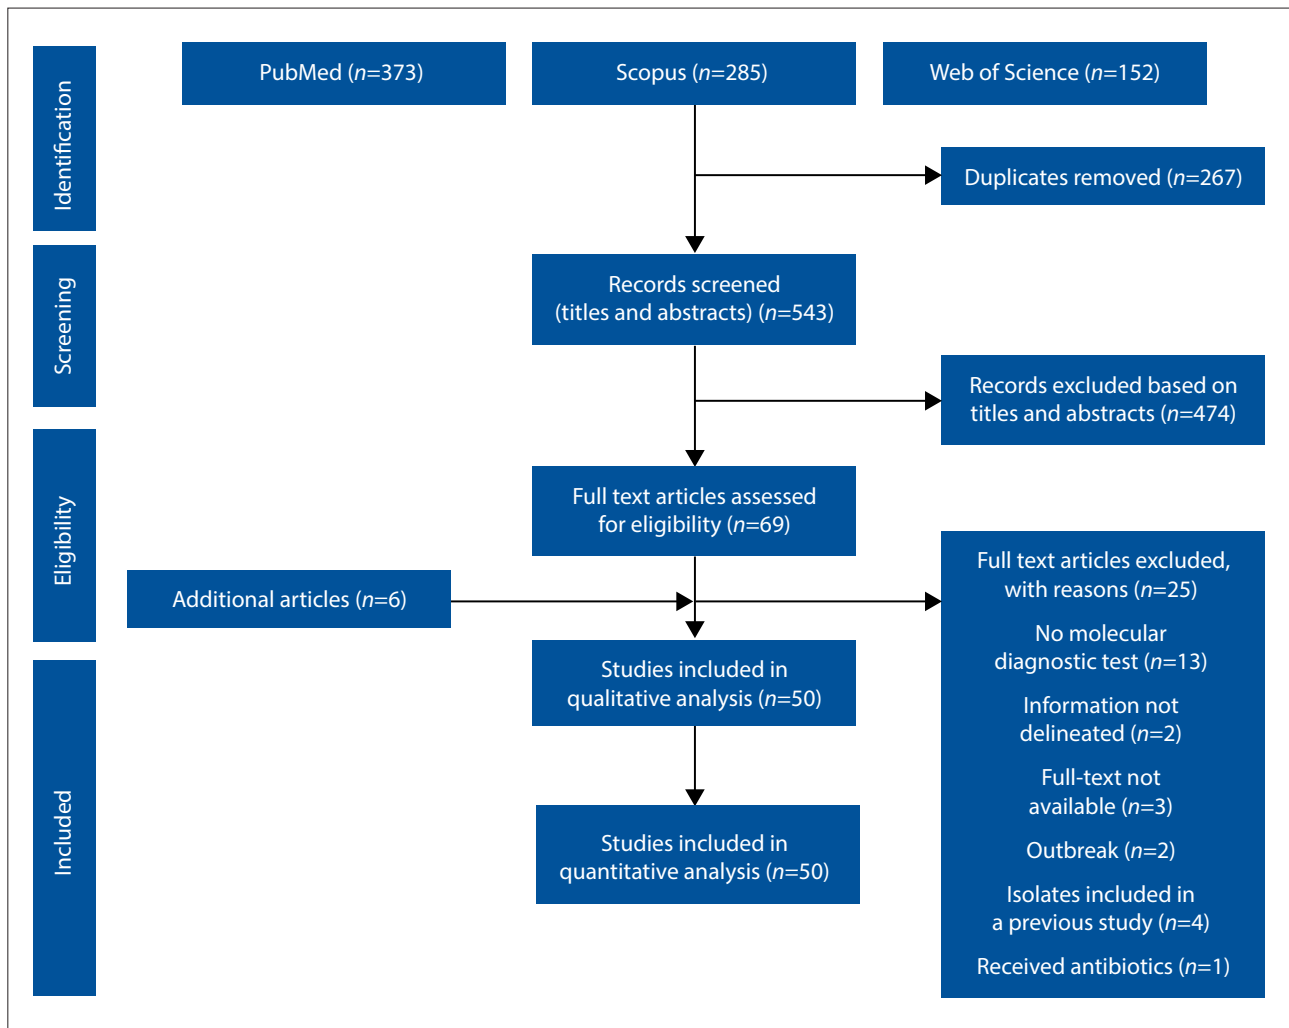 Identification
PubMed (n=373)
Scopus (n=285)
Web of Science (n=152)
Duplicates removed (n=267)
Screening
Records screened
(titles and abstracts) (n=543)
Records excluded based on
titles and abstracts (n=474)
Eligibility
Full text articles assessed
for eligibility (n=69)
Additional articles (n=6)
Full text articles excluded,
with reasons (n=25)
No molecular
diagnostic test (n=13)
Information not
delineated (n=2)
Full-text not
available (n=3)
Outbreak (n=2)
Isolates included in
a previous study (n=4)
Received antibiotics (n=1)
Included
Studies included in
qualitative analysis (n=50)
Studies included in
quantitative analysis (n=50)